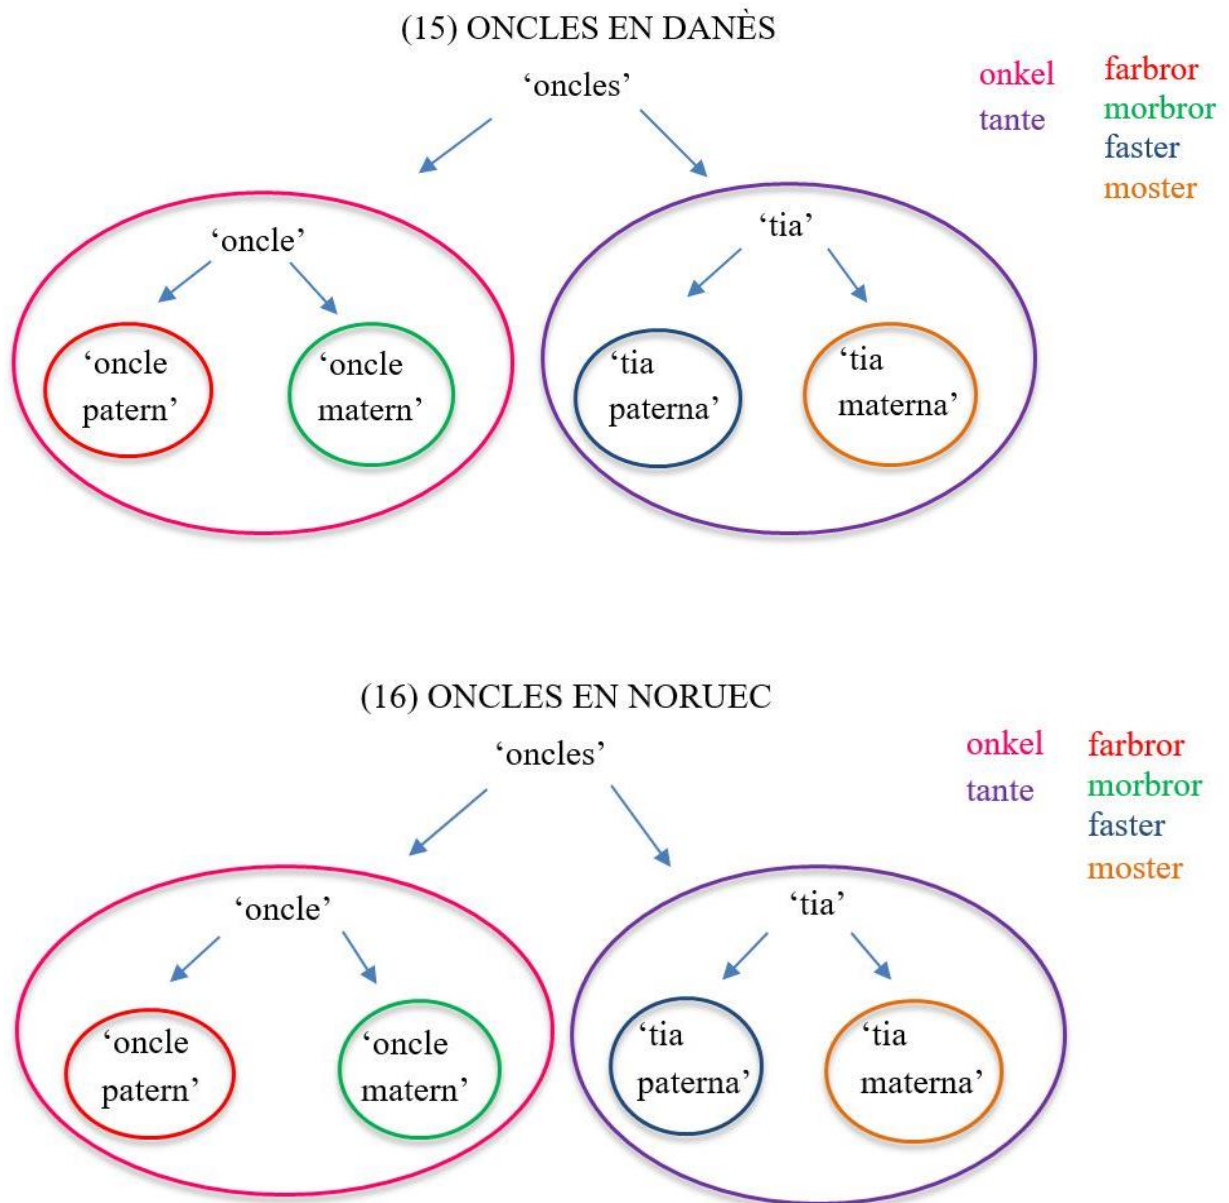 (15) ONCLES EN DANÈS
‘oncles’
onkel
tante
farbror
morbror
faster
moster
‘oncle’
‘tia’
‘oncle
patern’
‘oncle
matern’
‘tia
paterna’
‘tia
materna’
(16) ONCLES EN NORUEC
‘oncles’
onkel
tante
farbror
morbror
faster
moster
‘oncle’
‘tia’
‘oncle
patern’
‘oncle
matern’
‘tia
paterna’
‘tia
materna’